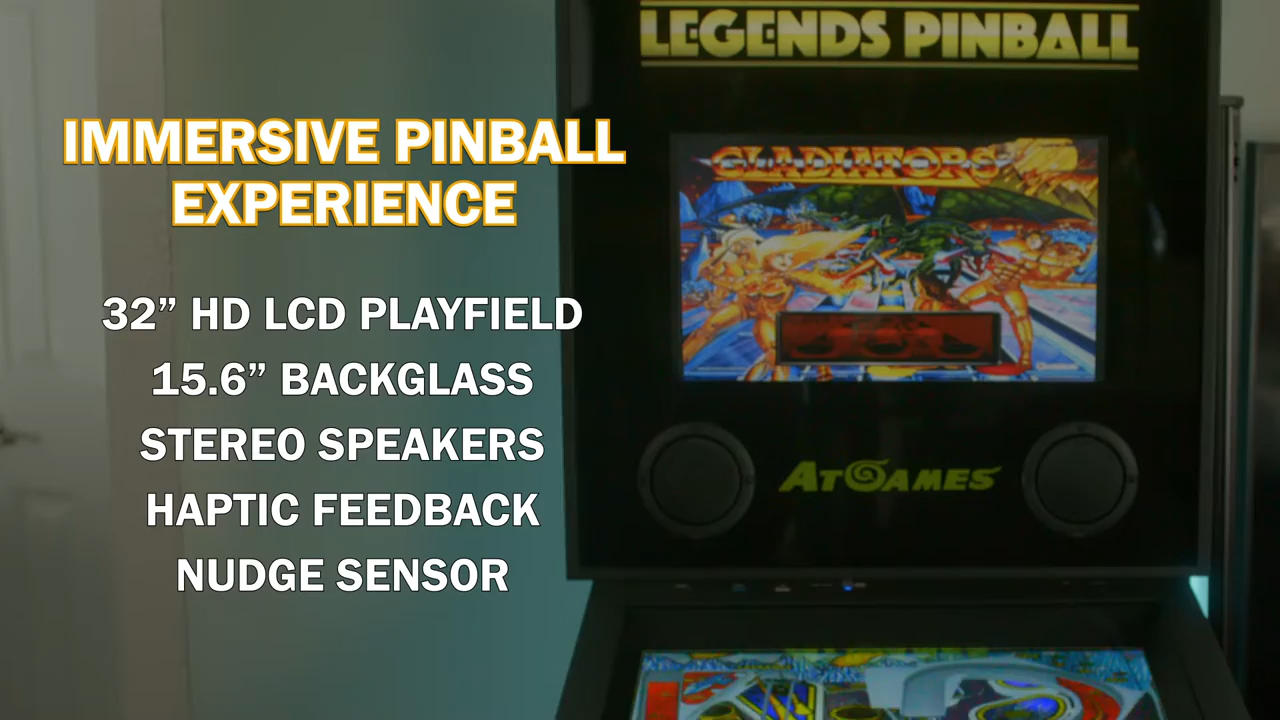 LEGENDS PINBALL
IMMERSIVE PINBALL
EXPERIENCE
GLADIATORS
32” HD LCD PLAYFIELD
15.6” BACKGLASS
STEREO SPEAKERS
HAPTIC FEEDBACK
NUDGE SENSOR
ATGAMES